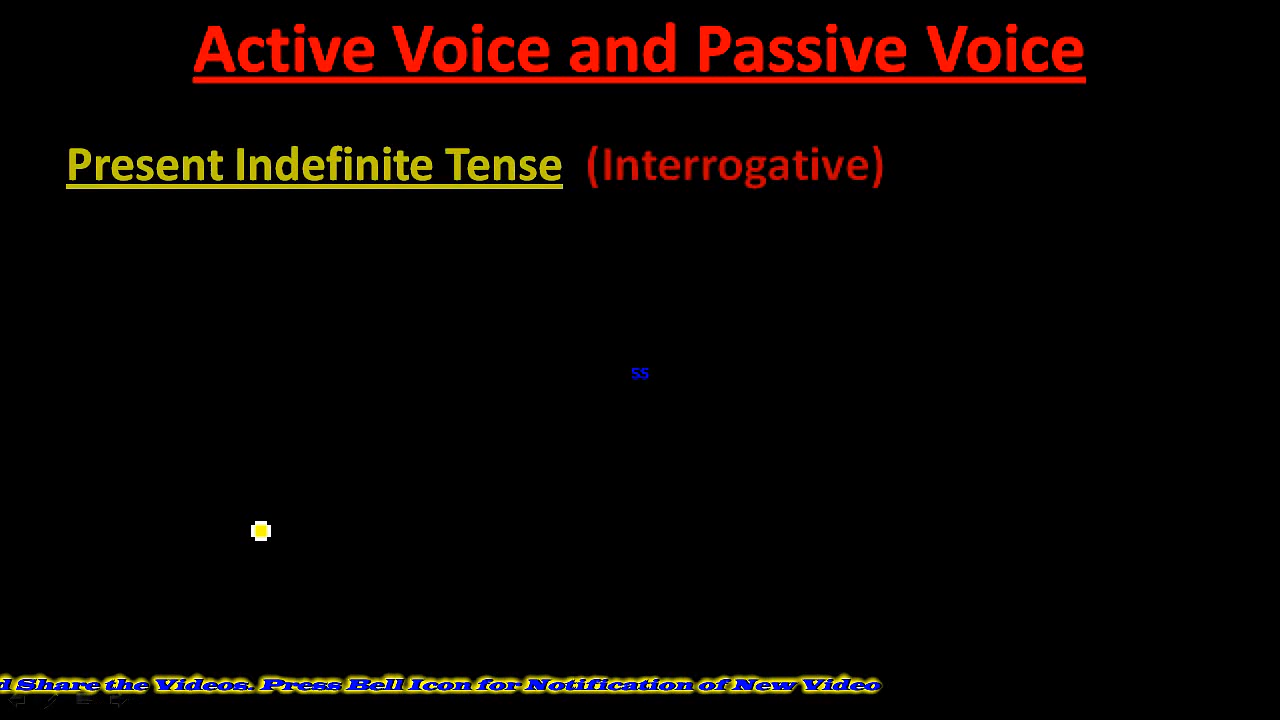 Active Voice and Passive Voice
Present Indefinite Tense (Interrogative)
55
d Share the Videos. Press Bell Icon for Notification of New Video